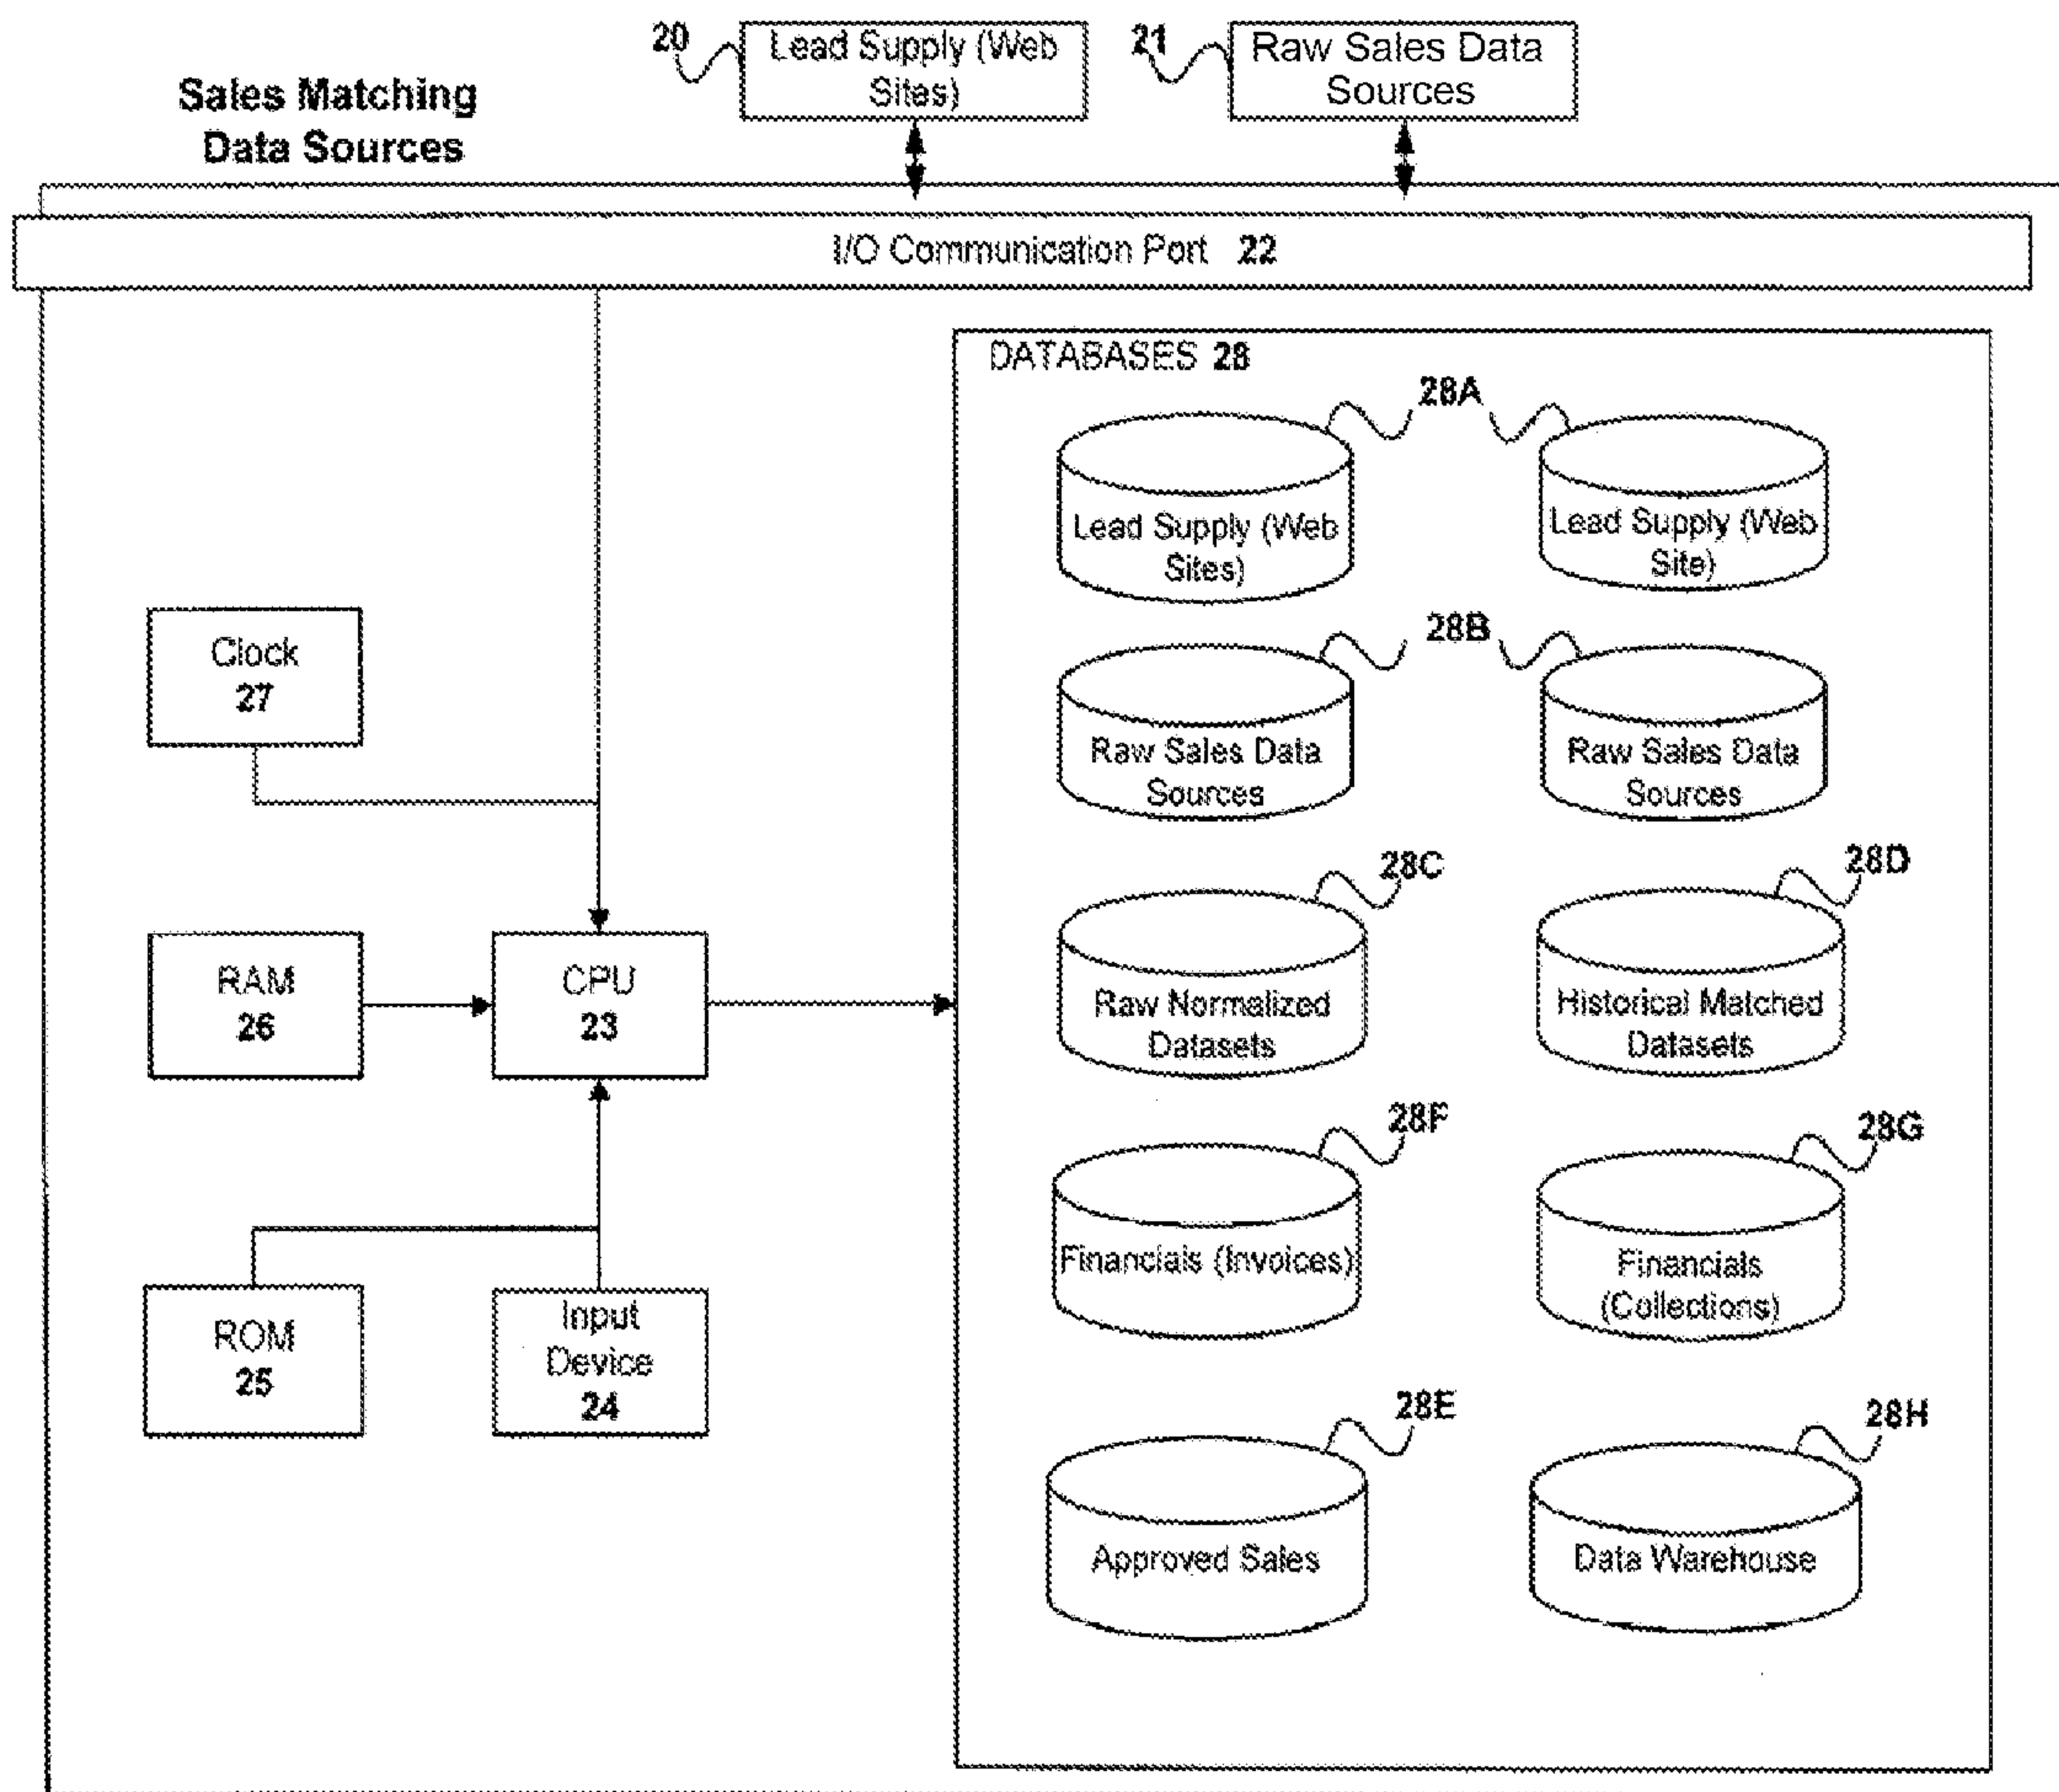 20
Lead Supply (Web
Sites)
21
Raw Sales Data
Sources
Sales Matching
Data Sources
I/O Communication Port 22
DATABASES 28
28A
Lead Supply (Web
Sites)
Lead Supply (Web
Site)
28B
Raw Sales Data
Sources
Raw Sales Data
Sources
Clock
27
28C
Raw Normalized
Datasets
28D
Historical Matched
Datasets
RAM
26
CPU
23
28F
Financials (Invoices)
28G
Financials
(Collections)
ROM
25
Input
Device
24
28E
Approved Sales
28H
Data Warehouse